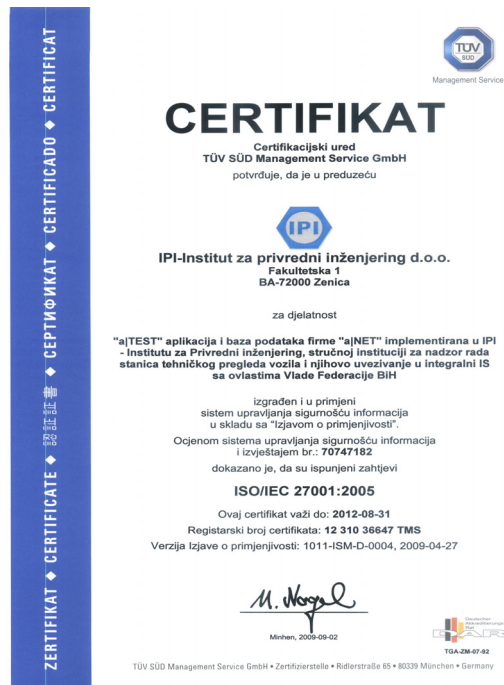 ZERTIFIKAT ◆ CERTIFICATE ◆ 認証証書 ◆ СЕРТИФИКАТ ◆ CERTIFICADO ◆ CERTIFICAT
TÜV
SÜD
Management Service
CERTIFIKAT
Certifikacijski ured
TÜV SÜD Management Service GmbH
potvrđuje, da je u preduzeću
IPI
IPI-Institut za privredni inženjering d.o.o.
Fakultetska 1
BA-72000 Zenica
za djelatnost
"a|TEST" aplikacija i baza podataka firme "a|NET" implementirana u IPI
- Institutu za Privredni inženjering, stručnoj instituciji za nadzor rada
stanica tehničkog pregleda vozila i njihovo uvezivanje u integralni IS
sa ovlastima Vlade Federacije BiH
izgrađen i u primjeni
sistem upravljanja sigurnošću informacija
u skladu sa "Izjavom o primjenjivosti".
Ocjenom sistema upravljanja sigurnošću informacija
i izvještajem br.: 70747182
dokazano je, da su ispunjeni zahtjevi
ISO/IEC 27001:2005
Ovaj certifikat važi do: 2012-08-31
Registarski broj certifikata: 12 310 36647 TMS
Verzija Izjave o primjenjivosti: 1011-ISM-D-0004, 2009-04-27
M. Nagel
Minhen, 2009-09-02
Deutscher
Akkreditierungs
Rat
DAR
TGA-ZM-07-92
TÜV SÜD Management Service GmbH • Zertifizierstelle • Ridlerstraße 65 • 80339 München • Germany